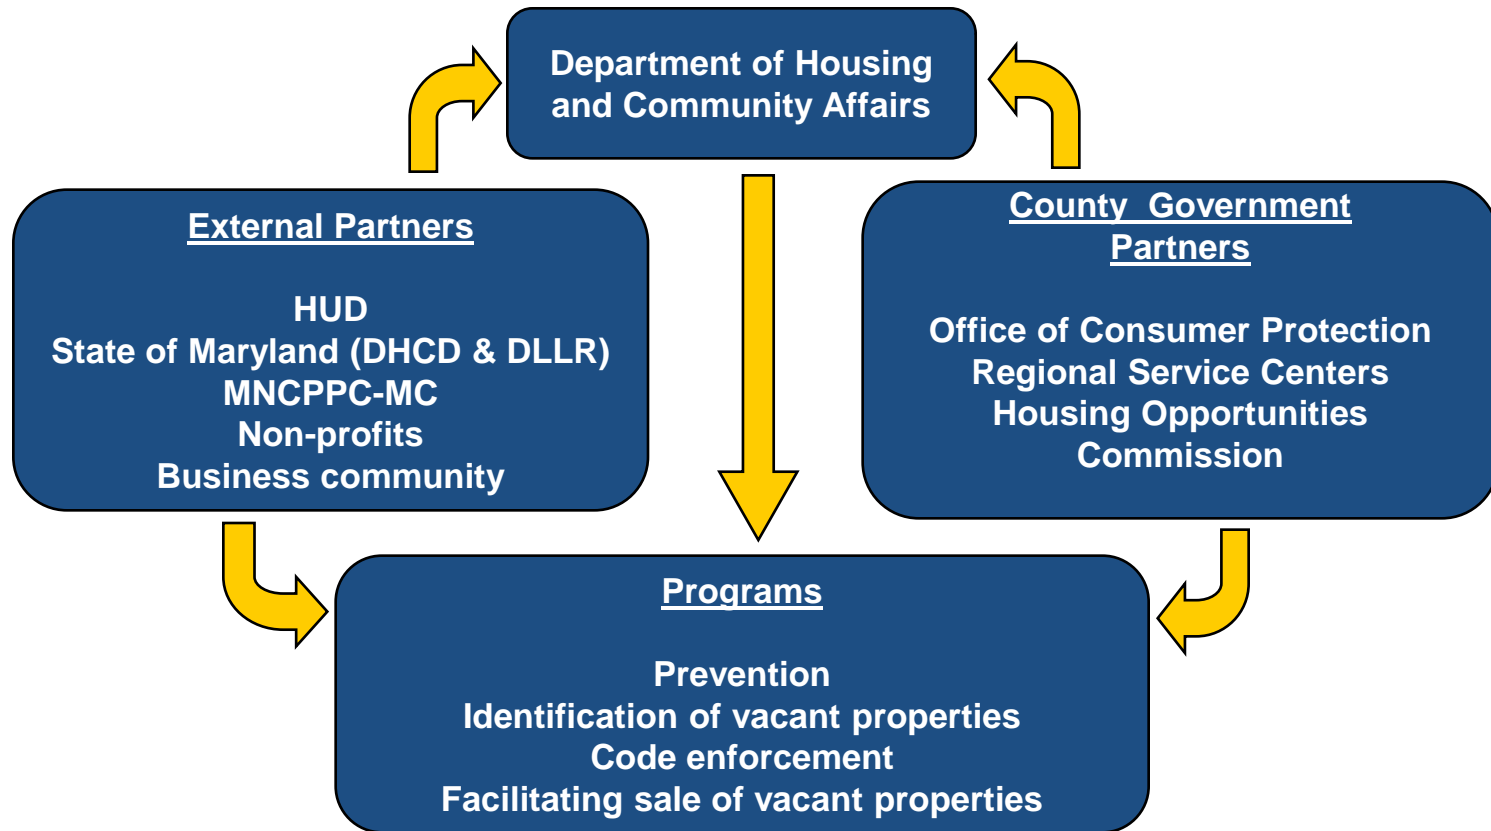 Department of Housing
and Community Affairs
External Partners
HUD
State of Maryland (DHCD & DLLR)
MNCPPC-MC
Non-profits
Business community
County Government
Partners
Office of Consumer Protection
Regional Service Centers
Housing Opportunities
Commission
Programs
Prevention
Identification of vacant properties
Code enforcement
Facilitating sale of vacant properties